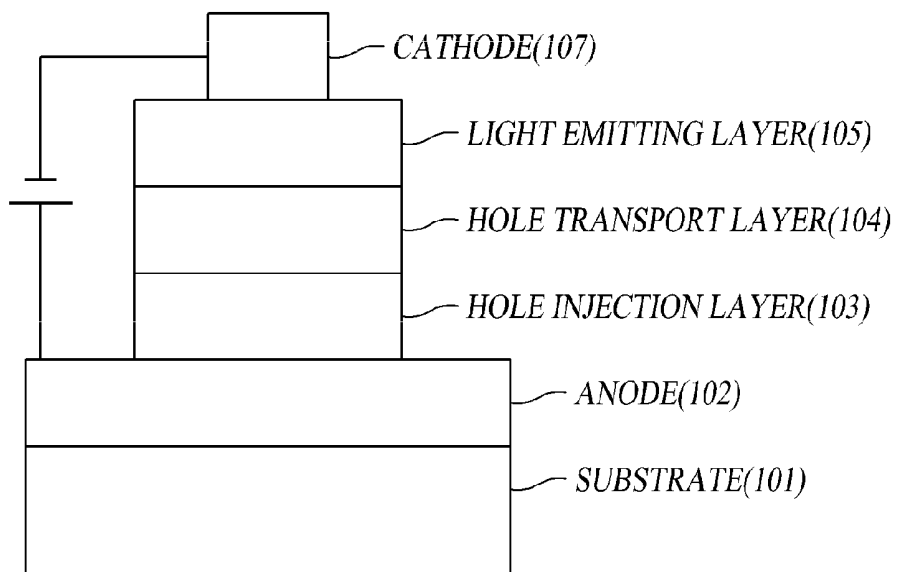 CATHODE(107)
LIGHT EMITTING LAYER(105)
HOLE TRANSPORT LAYER(104)
HOLE INJECTION LAYER(103)
ANODE(102)
SUBSTRATE(101)